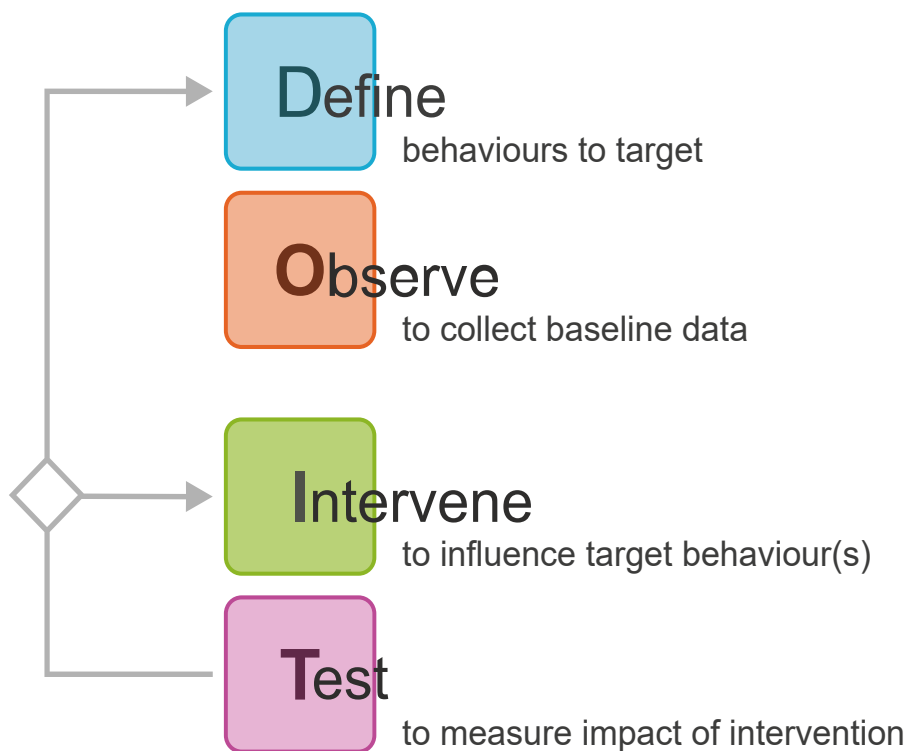 Define
behaviours to target
Observe
to collect baseline data
Intervene
to influence target behaviour(s)
Test
to measure impact of intervention